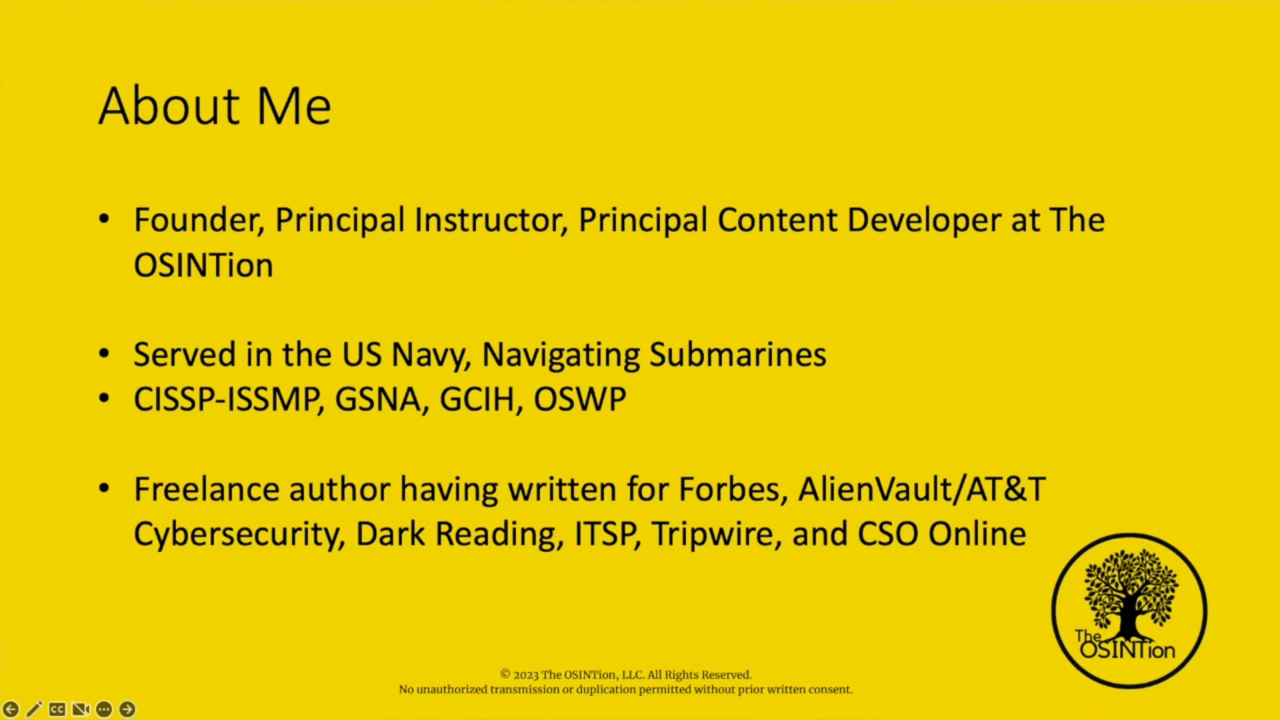 About Me
• Founder, Principal Instructor, Principal Content Developer at The
OSINTion
• Served in the US Navy, Navigating Submarines
• CISSP-ISSMP, GSNA, GCIH, OSWP
• Freelance author having written for Forbes, AlienVault/AT&T
Cybersecurity, Dark Reading, ITSP, Tripwire, and CSO Online
The
OSINTion
© 2023 The OSINTion, LLC. All Rights Reserved.
No unauthorized transmission or duplication permitted without prior written consent.
CC